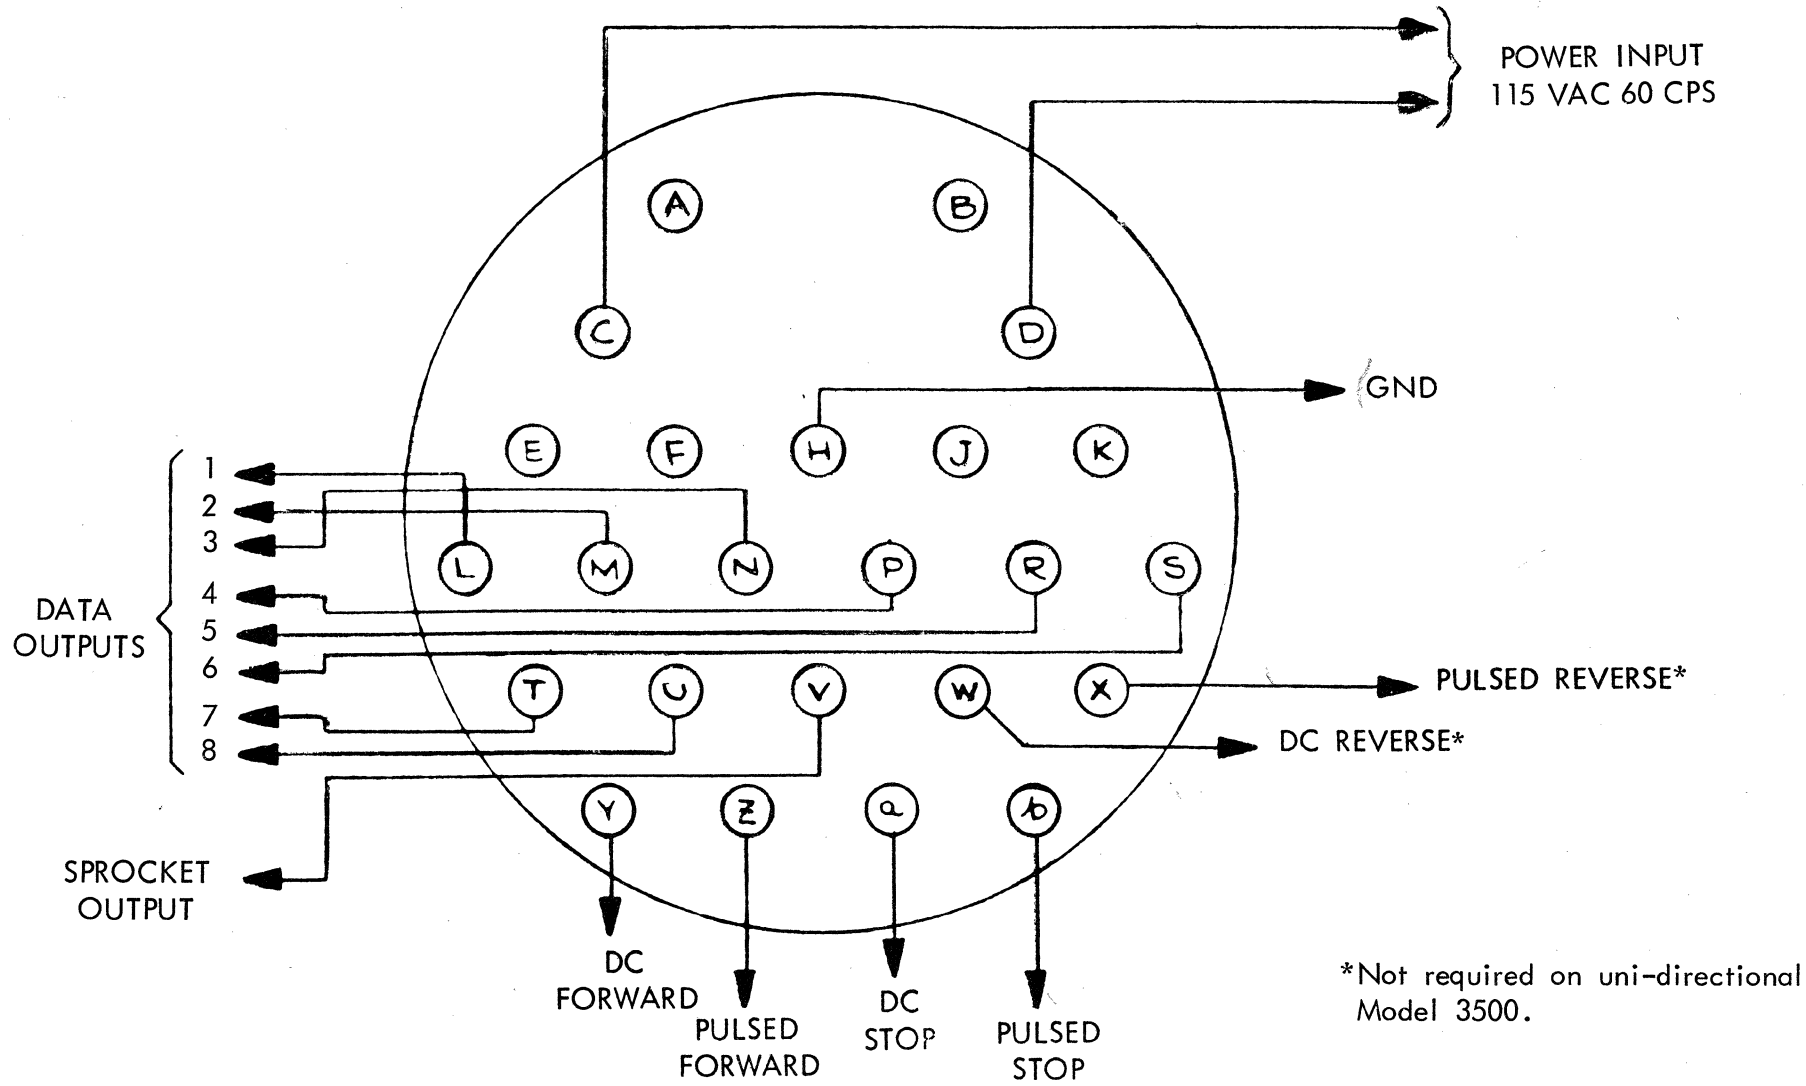 POWER INPUT
115 VAC 60 CPS
A
B
C
D
GND
E
F
H
J
K
1
2
3
L
M
N
P
R
S
4
5
6
7
8
DATA
OUTPUTS
T
U
V
W
X
PULSED REVERSE*
DC REVERSE*
Y
Z
a
b
SPROCKET
OUTPUT
DC
FORWARD
PULSED
FORWARD
DC
STOP
PULSED
STOP
*Not required on uni-directional
Model 3500.